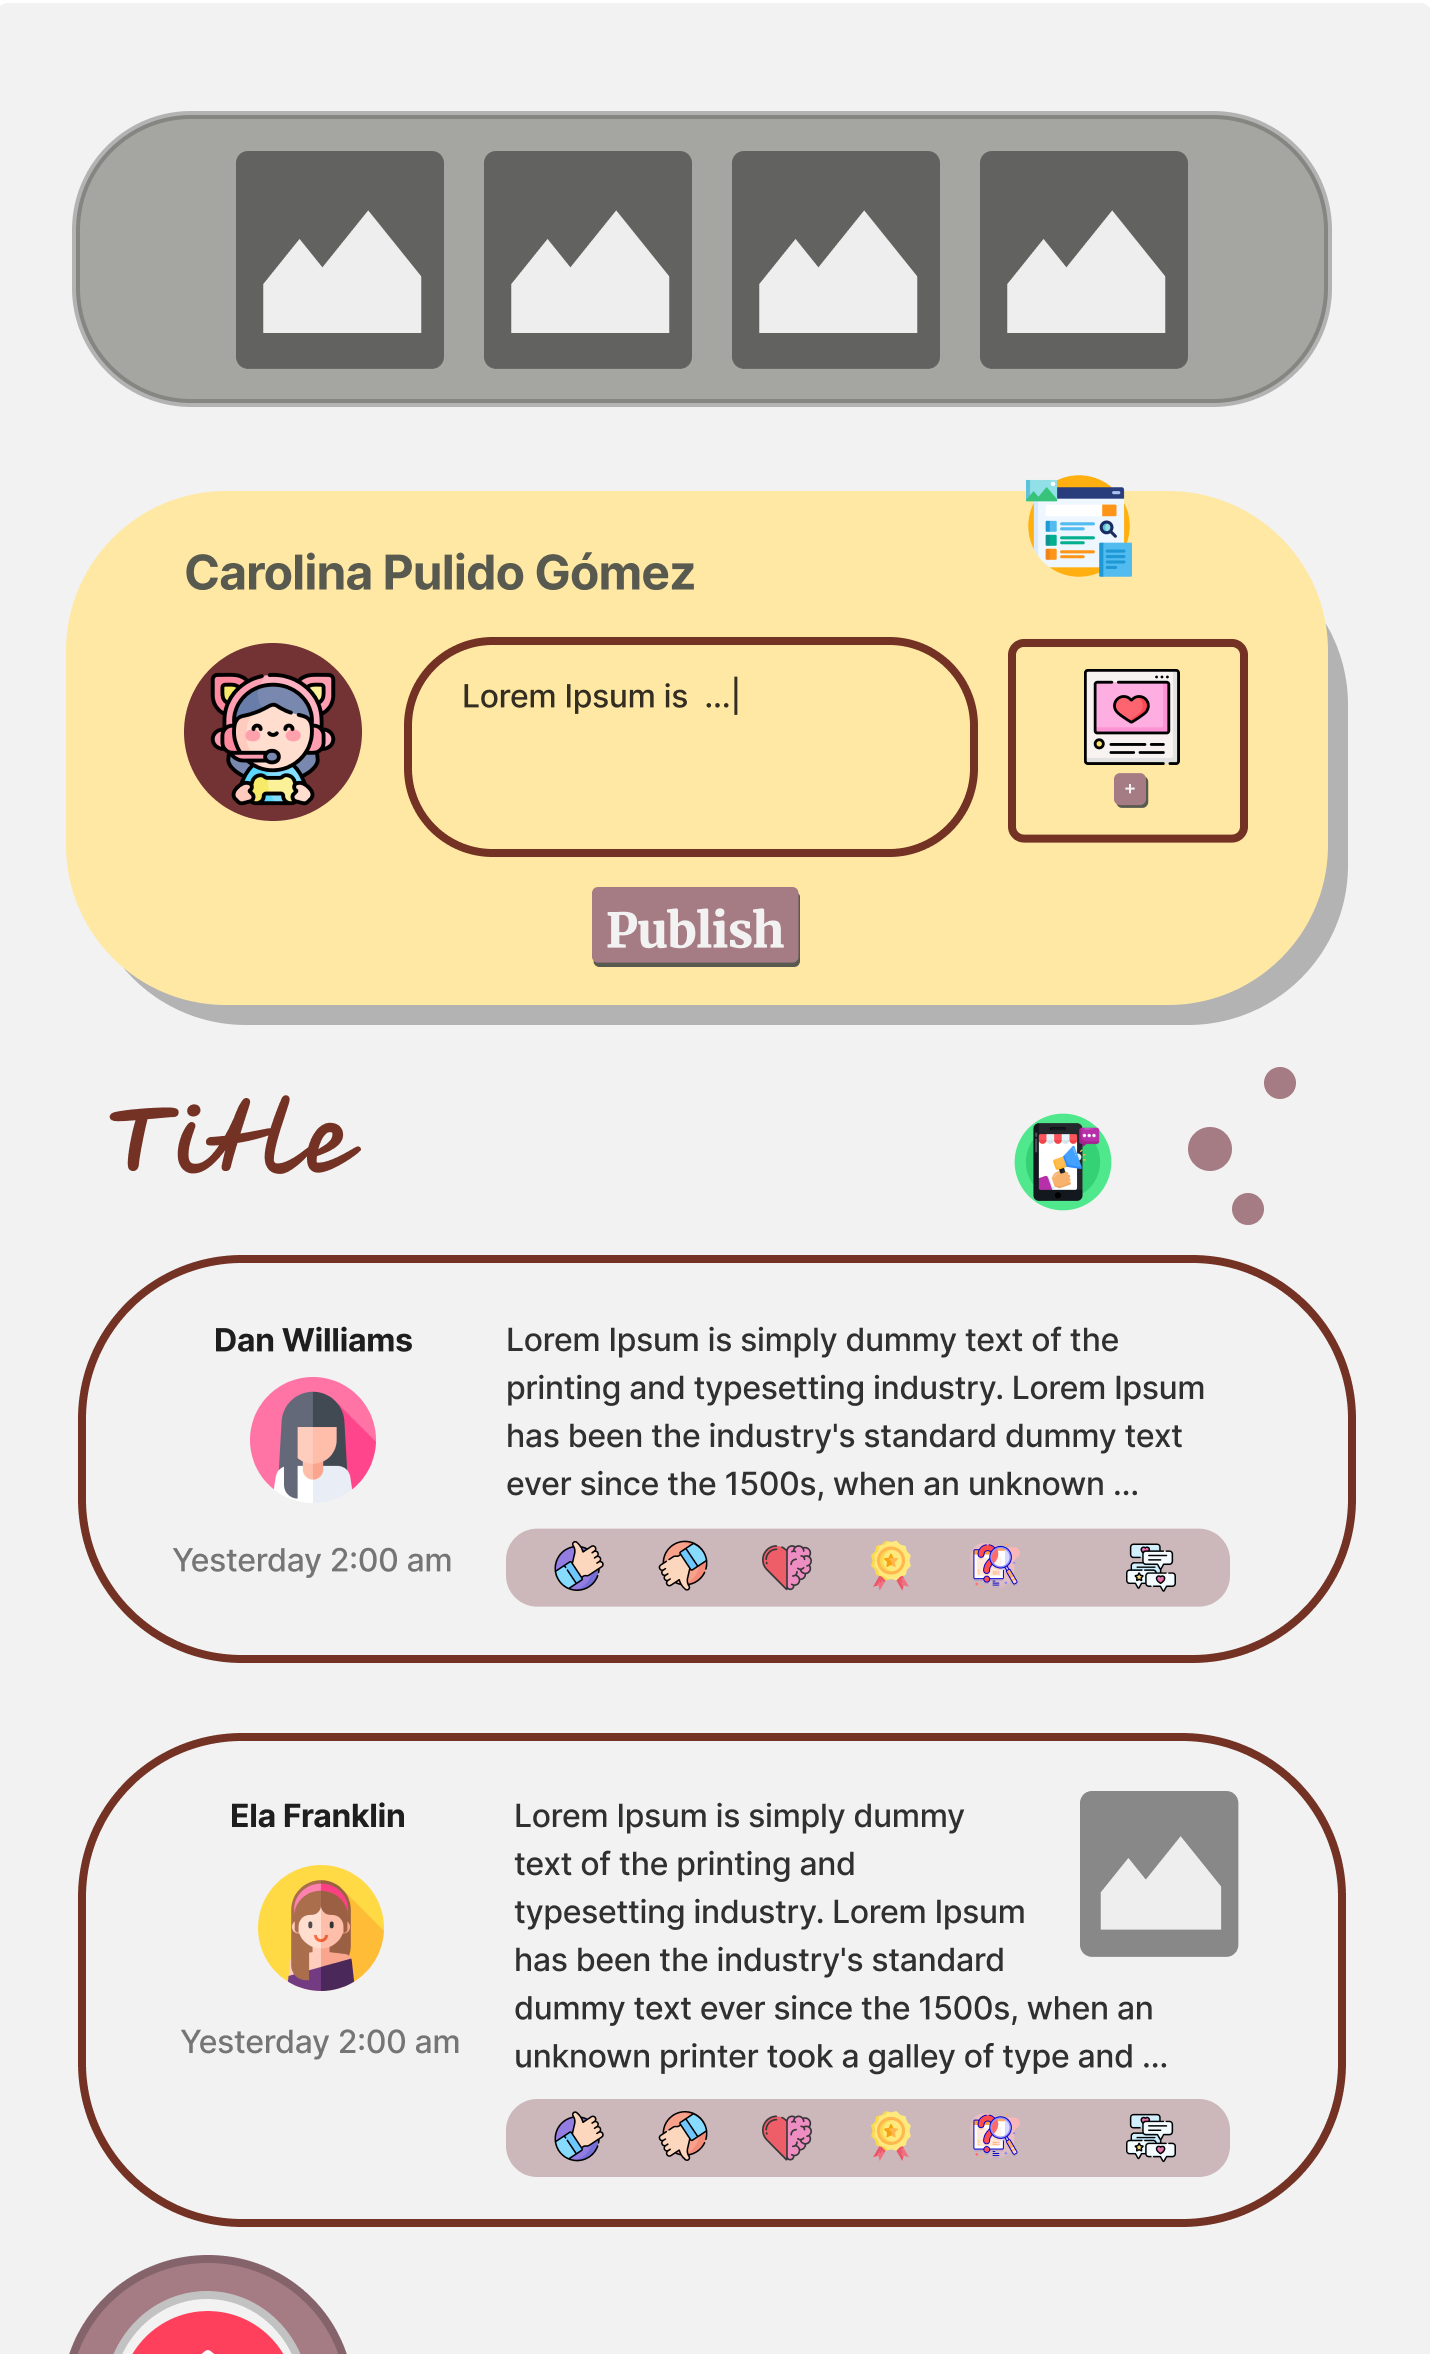 Carolina Pulido Gómez
Lorem Ipsum is ...|
+
Publish
Title
Dan Williams
Lorem Ipsum is simply dummy text of the
printing and typesetting industry. Lorem Ipsum
has been the industry's standard dummy text
ever since the 1500s, when an unknown ...
Yesterday 2:00 am
Ela Franklin
Lorem Ipsum is simply dummy
text of the printing and
typesetting industry. Lorem Ipsum
has been the industry's standard
dummy text ever since the 1500s, when an
unknown printer took a galley of type and ...
Yesterday 2:00 am